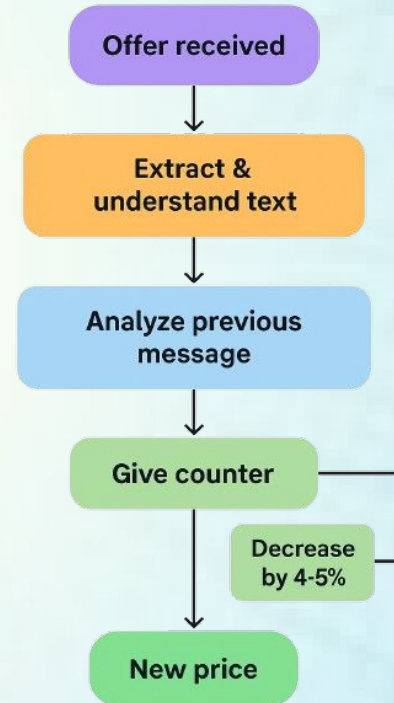 Offer received
Extract &
understand text
Analyze previous
message
Give counter
Decrease
by 4-5%
New price